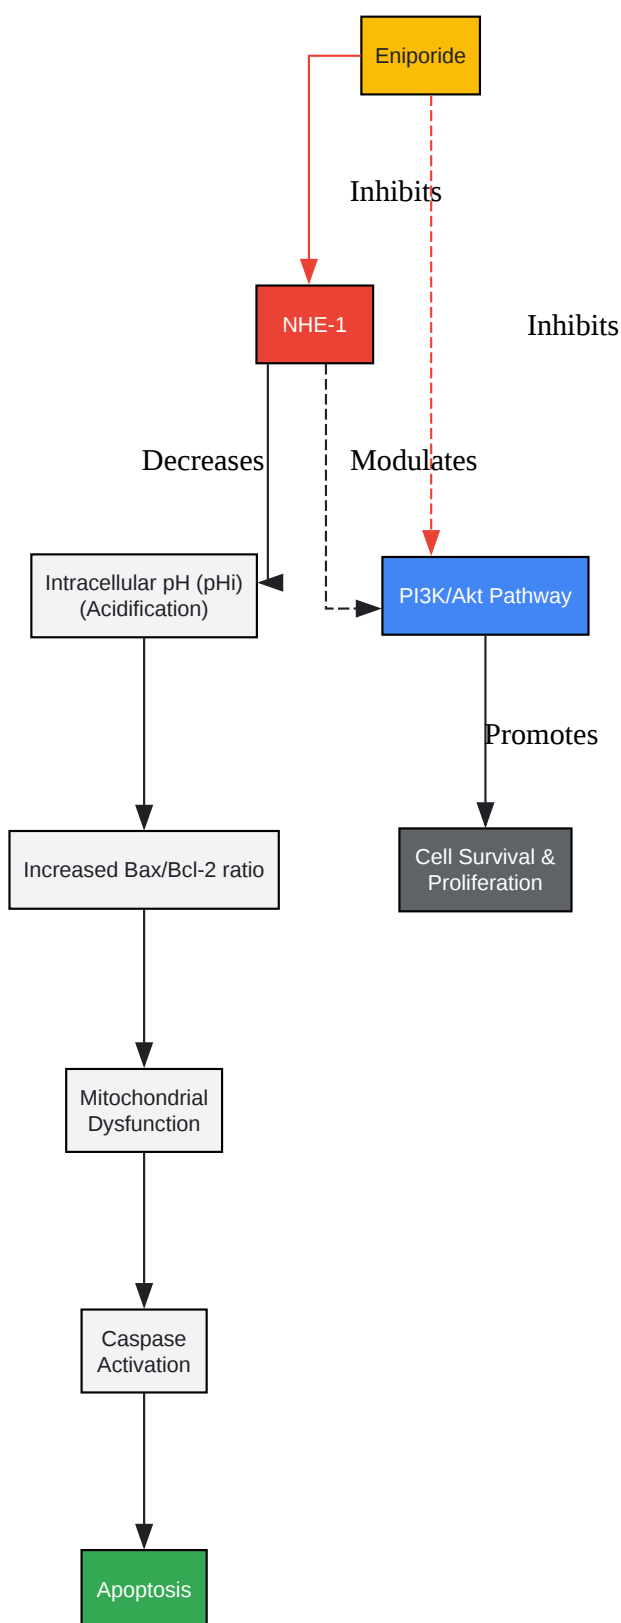 Eniporide
Inhibits
NHE-1
Inhibits
Decreases
Modulates
Intracellular pH (pHi)
(Acidification)
PI3K/Akt Pathway
Promotes
Increased Bax/Bcl-2 ratio
Cell Survival &
Proliferation
Mitochondrial
Dysfunction
Caspase
Activation
Apoptosis